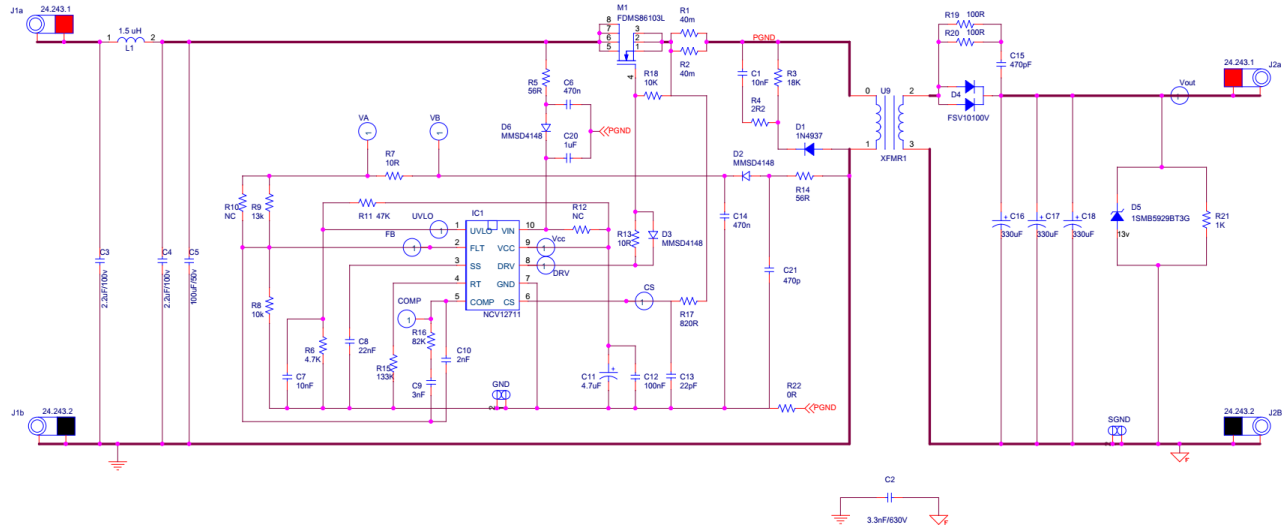 J1a
24.243.1
1.5 uH
1
2
L1
M1
FDMS86103L
8
7
6
5
3
2
1
4
R1
40m
R2
40m
PGND
R19
100R
R20
100R
C15
470pF
24.243.1
J2a
Vout
1
R5
56R
C6
470n
C20
1uF
PGND
D6
MMSD4148
R18
10K
C1
10nF
R3
18K
R4
2R2
D1
1N4937
0
U9
2
1
3
XFMR1
D4
FSV10100V
VA
1
VB
1
R7
10R
D2
MMSD4148
R14
56R
R10
NC
R9
13k
R11 47K
UVLO
1
FB
1
IC1
1
UVLO
VIN
10
2
FLT
VCC
9
3
SS
DRV
8
4
RT
GND
7
5
COMP
CS
6
NCV12711
R12
NC
Vcc
1
1
DRV
R13
10R
D3
MMSD4148
C14
470n
C21
470p
C3
2.2uF/100v
C4
2.2uF/100v
C5
100uF/50v
R8
10k
COMP
1
CS
1
R17
820R
D5
1SMB5929BT3G
13v
R21
1K
C16
330uF
C17
330uF
C18
330uF
R6
4.7K
C7
10nF
C8
22nF
R15
133K
R16
82K
C9
3nF
C10
2nF
GND
C11
4.7uF
C12
100nF
C13
22pF
R22
0R
PGND
J1b
24.243.2
SGND
24.243.2
J2B
F
C2
3.3nF/630V
F